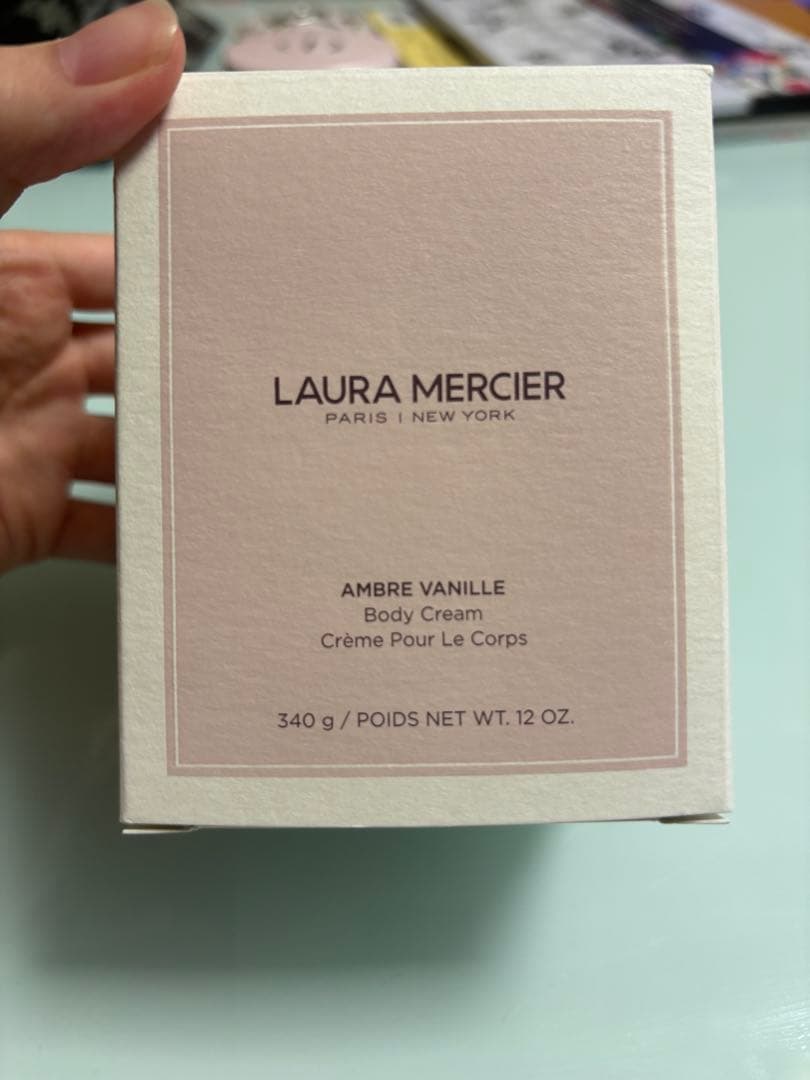 LAURA MERCIER
PARIS | NEW YORK
AMBRE VANILLE
Body Cream
Crème Pour Le Corps
340 g / POIDS NET WT. 12 OZ.